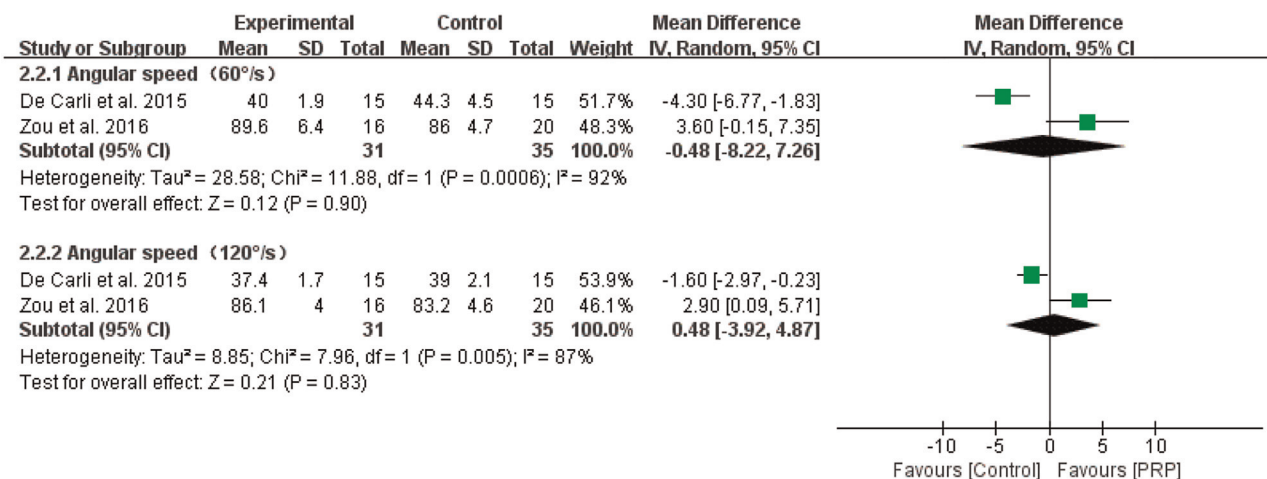 Experimental Control Mean Difference Mean Difference
Study or Subgroup Mean SD Total Mean SD Total Weight IV, Random, 95% CI IV, Random, 95% CI
2.2.1 Angular speed（60°/s）
De Carli et al. 2015 40 1.9 15 44.3 4.5 15 51.7% -4.30 [-6.77, -1.83]
Zou et al. 2016 89.6 6.4 16 86 4.7 20 48.3% 3.60 [-0.15, 7.35]
Subtotal (95% CI) 31 35 100.0% -0.48 [-8.22, 7.26]
Heterogeneity: Tau² = 28.58; Chi² = 11.88, df = 1 (P = 0.0006); I² = 92%
Test for overall effect: Z = 0.12 (P = 0.90)
2.2.2 Angular speed（120°/s）
De Carli et al. 2015 37.4 1.7 15 39 2.1 15 53.9% -1.60 [-2.97, -0.23]
Zou et al. 2016 86.1 4 16 83.2 4.6 20 46.1% 2.90 [0.09, 5.71]
Subtotal (95% CI) 31 35 100.0% 0.48 [-3.92, 4.87]
Heterogeneity: Tau² = 8.85; Chi² = 7.96, df = 1 (P = 0.005); I² = 87%
Test for overall effect: Z = 0.21 (P = 0.83)
-10 -5 0 5 10
Favours [Control] Favours [PRP]